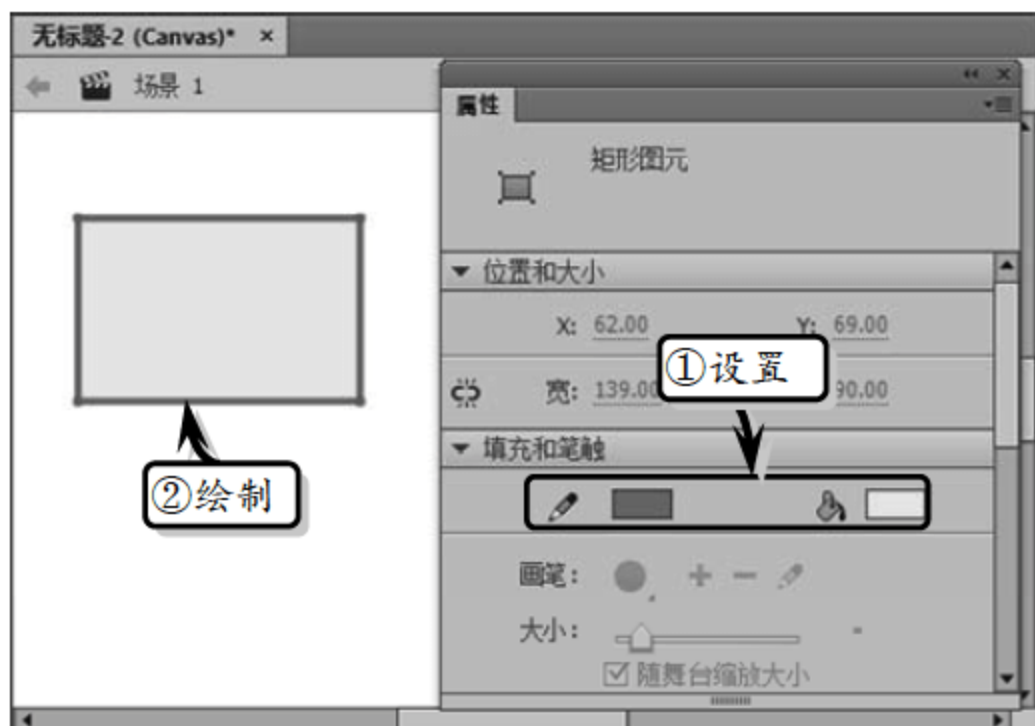 无标题-2 (Canvas)* ×
场景 1
属性
矩形图元
位置和大小
X: 62.00 Y: 69.00
①设置
宽: 139.00 90.00
填充和笔触
②绘制
画笔:
大小:
随舞台缩放大小